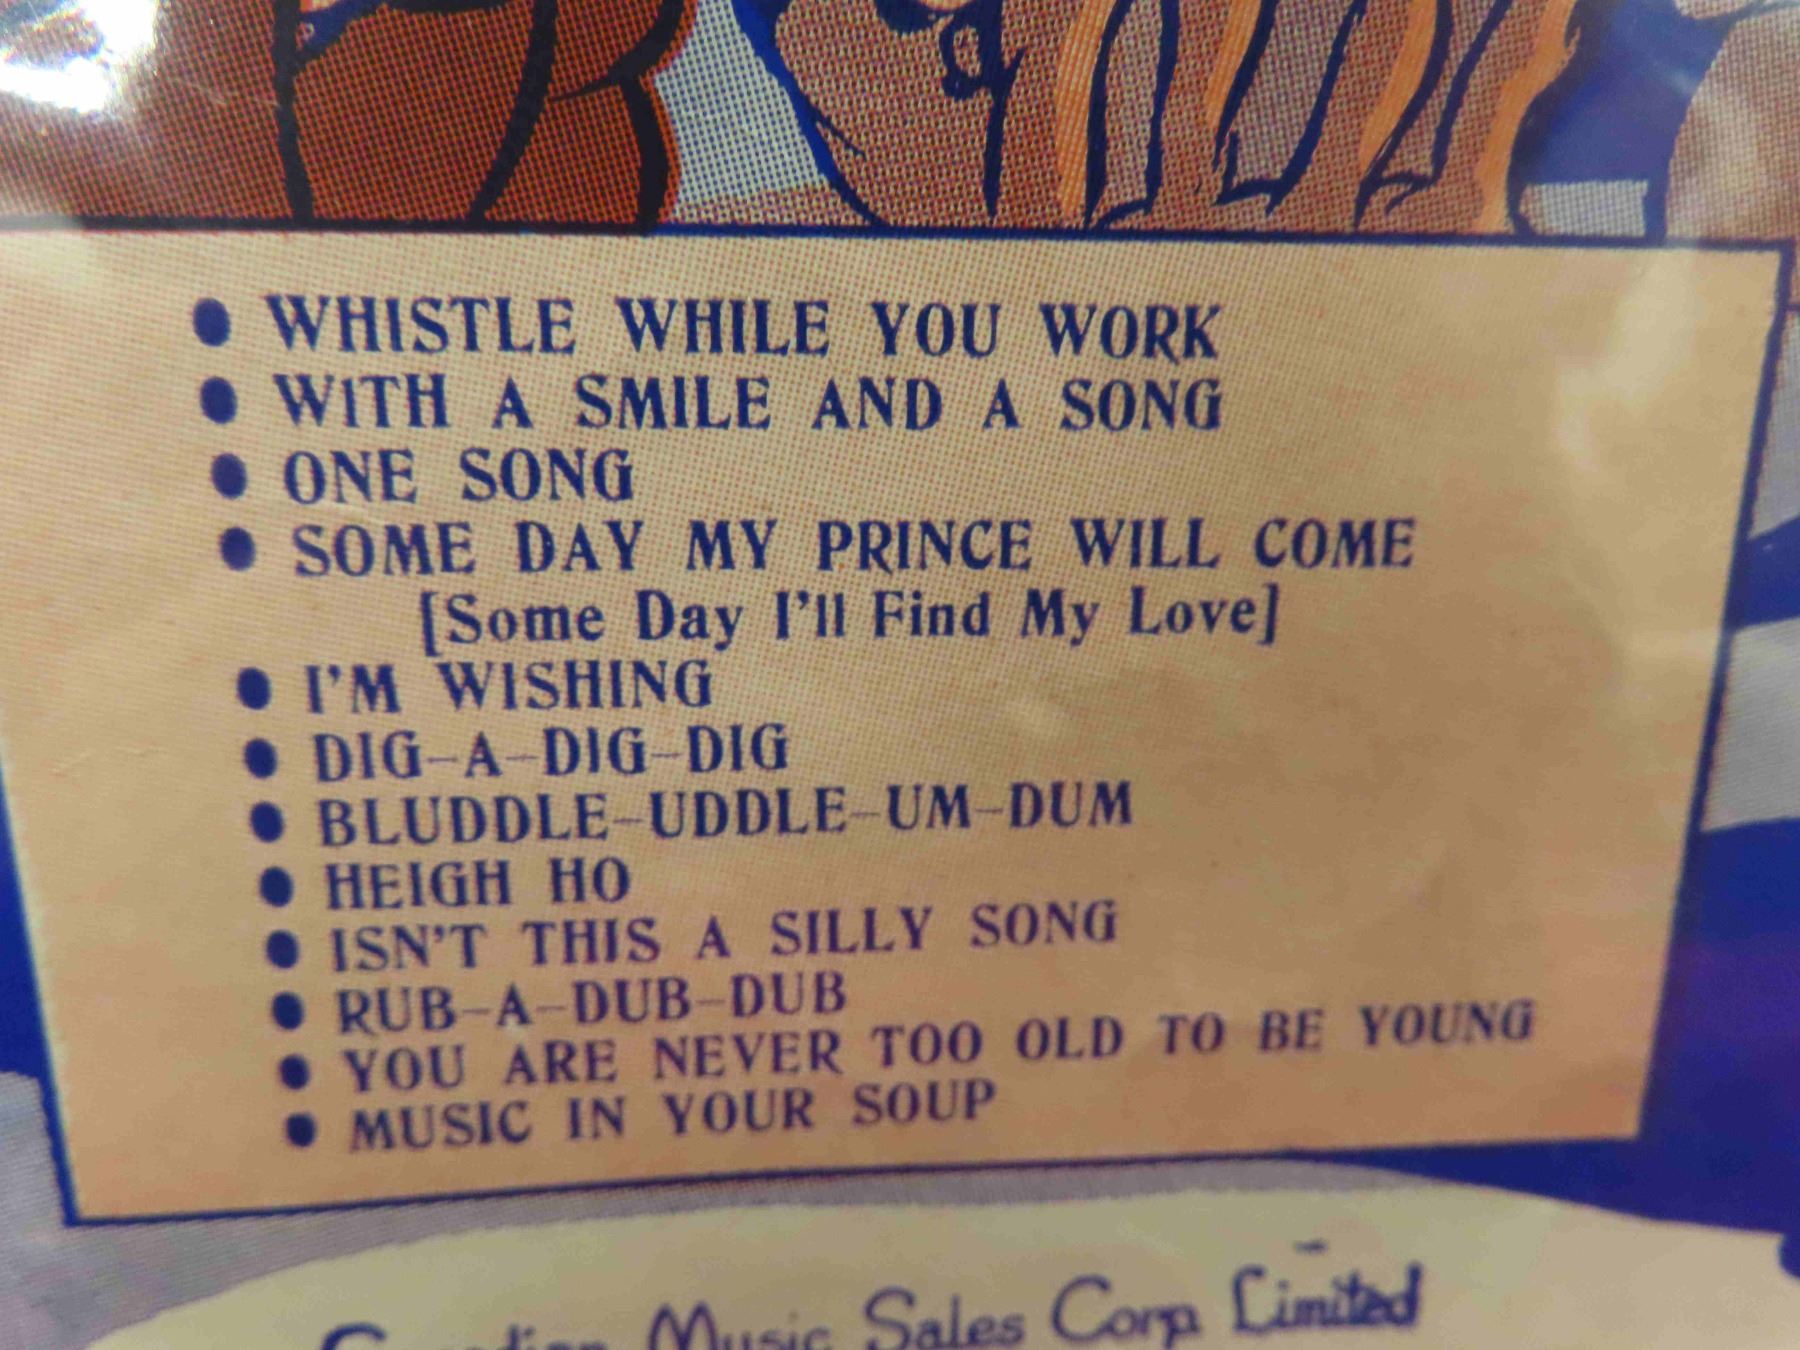 WHISTLE WHILE YOU WORK
WITH A SMILE AND A SONG
ONE SONG
SOME DAY MY PRINCE WILL COME
[Some Day I'll Find My Love]
I'M WISHING
DIG-A-DIG-DIG
BLUDDLE-UDDLE-UM-DUM
HEIGH HO
ISN'T THIS A SILLY SONG
RUB-A-DUB-DUB
YOU ARE NEVER TOO OLD TO BE YOUNG
MUSIC IN YOUR SOUP
Canadian Music Sales Corp Limited